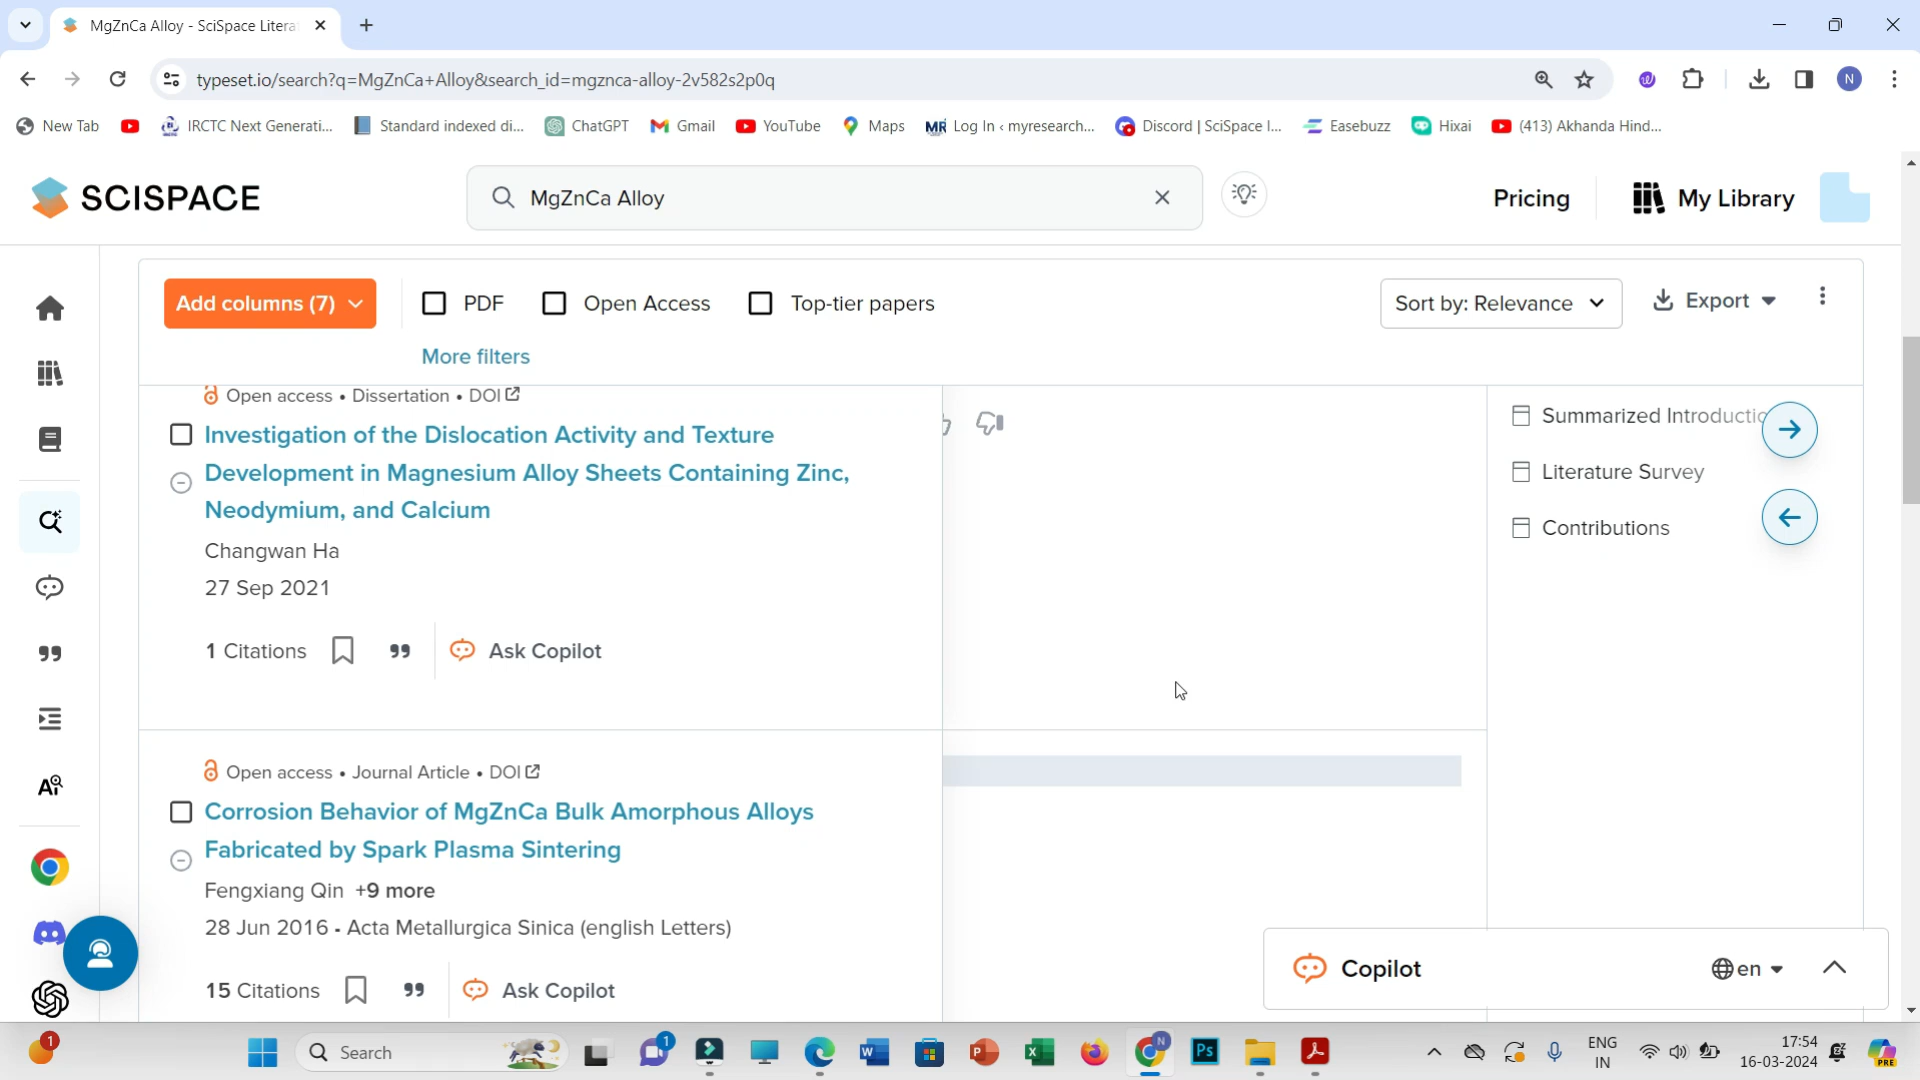 MgZnCa Alloy - SciSpace Litera
typeset.io/search?q=MgZnCa+Alloy&search_id=mgznca-alloy-2v582s2p0q
N
New Tab
IRCTC Next Generati...
Standard indexed di...
ChatGPT
Gmail
YouTube
Maps
MR Log In ‹ myresearch...
Discord | SciSpace I...
Easebuzz
Hixai
(413) Akhanda Hind...
SCISPACE
MgZnCa Alloy
Pricing
My Library
Add columns (7)
PDF
Open Access
Top-tier papers
Sort by: Relevance
Export
More filters
Open access • Dissertation • DOI
Investigation of the Dislocation Activity and Texture
Development in Magnesium Alloy Sheets Containing Zinc,
Neodymium, and Calcium
Changwan Ha
27 Sep 2021
1 Citations
Ask Copilot
Summarized Introductio
Literature Survey
Contributions
Open access • Journal Article • DOI
Corrosion Behavior of MgZnCa Bulk Amorphous Alloys
Fabricated by Spark Plasma Sintering
Fengxiang Qin +9 more
28 Jun 2016 - Acta Metallurgica Sinica (english Letters)
15 Citations
Ask Copilot
Copilot
en
1
Search
1
W
P
X
N
Ps
ENG
IN
17:54
16-03-2024
PRE